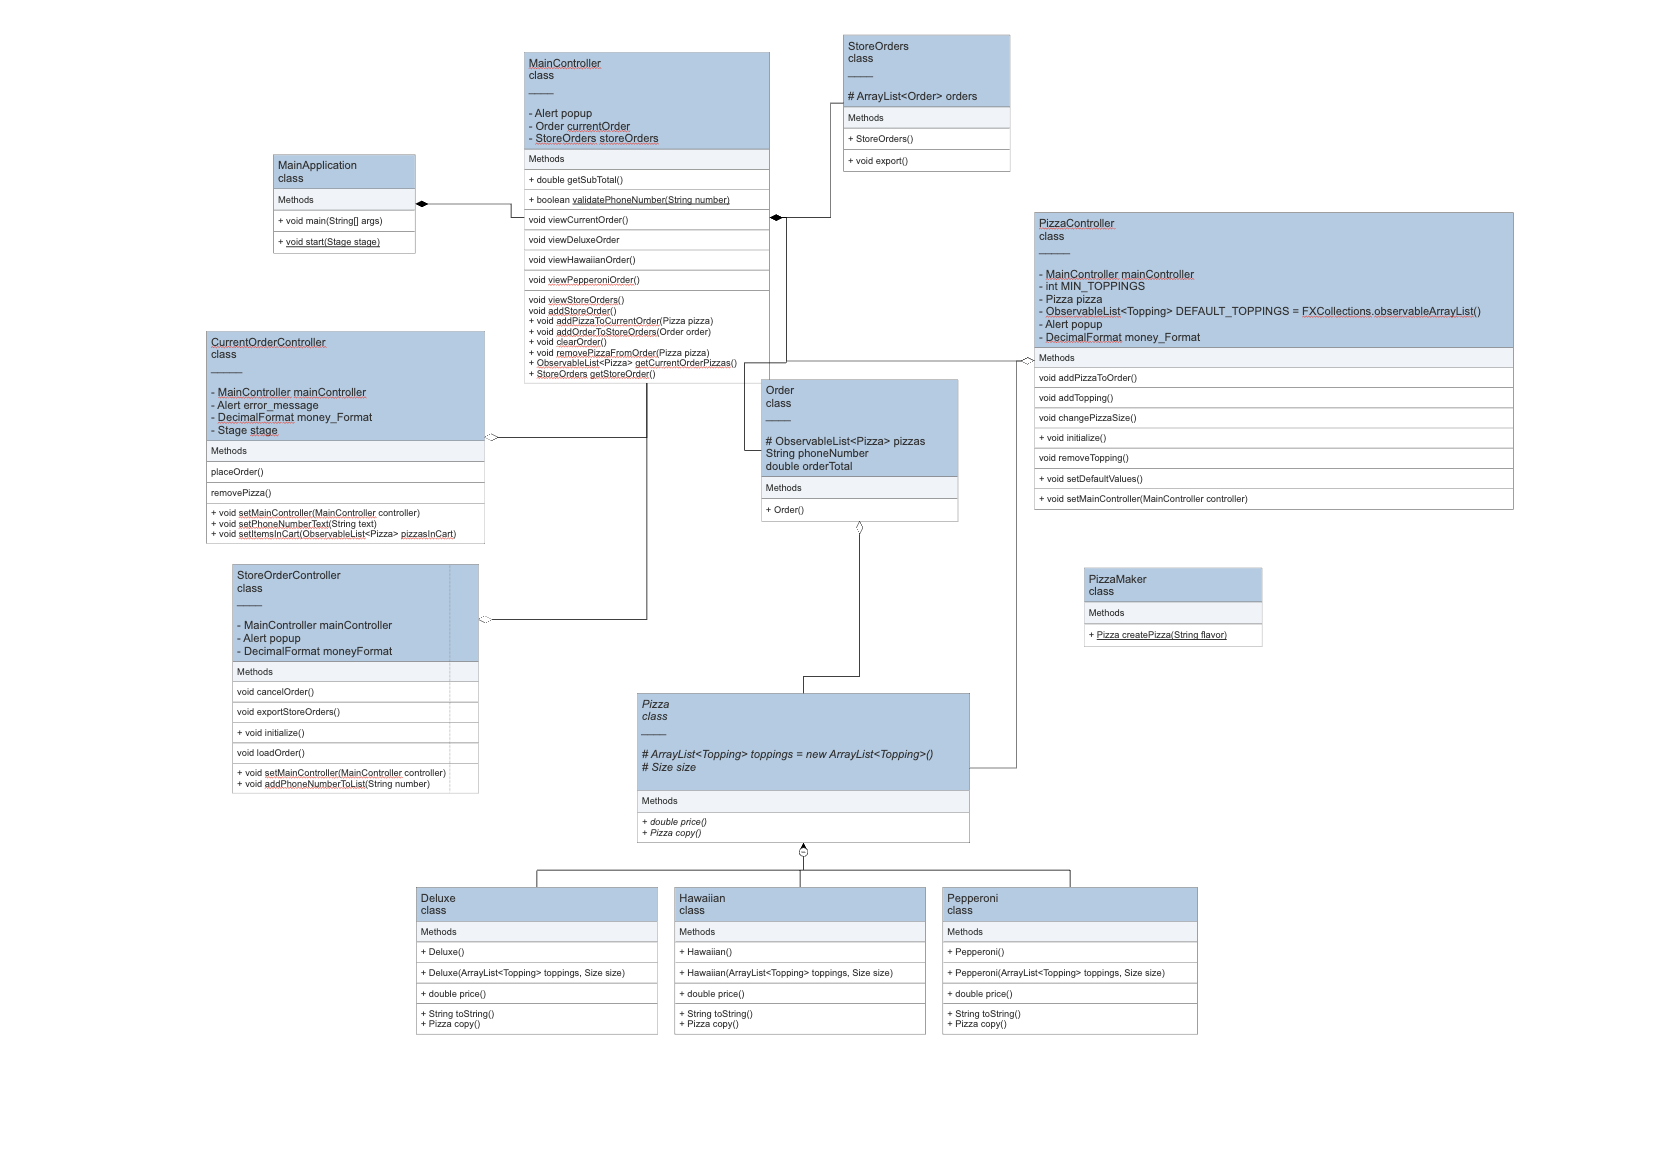 StoreOrders
class
# ArrayList<Order> orders
Methods
+ StoreOrders()
+ void export()
MainController
class
- Alert popup
- Order currentOrder
- StoreOrders storeOrders
Methods
+ double getSubTotal()
+ boolean validatePhoneNumber(String number)
void viewCurrentOrder()
void viewDeluxeOrder
void viewHawaiianOrder()
void viewPepperoniOrder()
void viewStoreOrders()
void addStoreOrder()
+ void addPizzaToCurrentOrder(Pizza pizza)
+ void addOrderToStoreOrders(Order order)
+ void clearOrder()
+ void removePizzaFromOrder(Pizza pizza)
+ ObservableList<Pizza> getCurrentOrderPizzas()
+ StoreOrders getStoreOrder()
MainApplication
class
Methods
+ void main(String[] args)
+ void start(Stage stage)
PizzaController
class
- MainController mainController
- int MIN_TOPPINGS
- Pizza pizza
- ObservableList<Topping> DEFAULT_TOPPINGS = FXCollections.observableArrayList()
- Alert popup
- DecimalFormat money_Format
Methods
void addPizzaToOrder()
void addTopping()
void changePizzaSize()
+ void initialize()
void removeTopping()
+ void setDefaultValues()
+ void setMainController(MainController controller)
CurrentOrderController
class
- MainController mainController
- Alert error_message
- DecimalFormat money_Format
- Stage stage
Methods
placeOrder()
removePizza()
+ void setMainController(MainController controller)
+ void setPhoneNumberText(String text)
+ void setItemsInCart(ObservableList<Pizza> pizzasInCart)
Order
class
# ObservableList<Pizza> pizzas
String phoneNumber
double orderTotal
Methods
+ Order()
StoreOrderController
class
- MainController mainController
- Alert popup
- DecimalFormat moneyFormat
Methods
void cancelOrder()
void exportStoreOrders()
+ void initialize()
void loadOrder()
+ void setMainController(MainController controller)
+ void addPhoneNumberToList(String number)
PizzaMaker
class
Methods
+ Pizza createPizza(String flavor)
Pizza
class
# ArrayList<Topping> toppings = new ArrayList<Topping>()
# Size size
Methods
+ double price()
+ Pizza copy()
Deluxe
class
Methods
+ Deluxe()
+ Deluxe(ArrayList<Topping> toppings, Size size)
+ double price()
+ String toString()
+ Pizza copy()
Hawaiian
class
Methods
+ Hawaiian()
+ Hawaiian(ArrayList<Topping> toppings, Size size)
+ double price()
+ String toString()
+ Pizza copy()
Pepperoni
class
Methods
+ Pepperoni()
+ Pepperoni(ArrayList<Topping> toppings, Size size)
+ double price()
+ String toString()
+ Pizza copy()